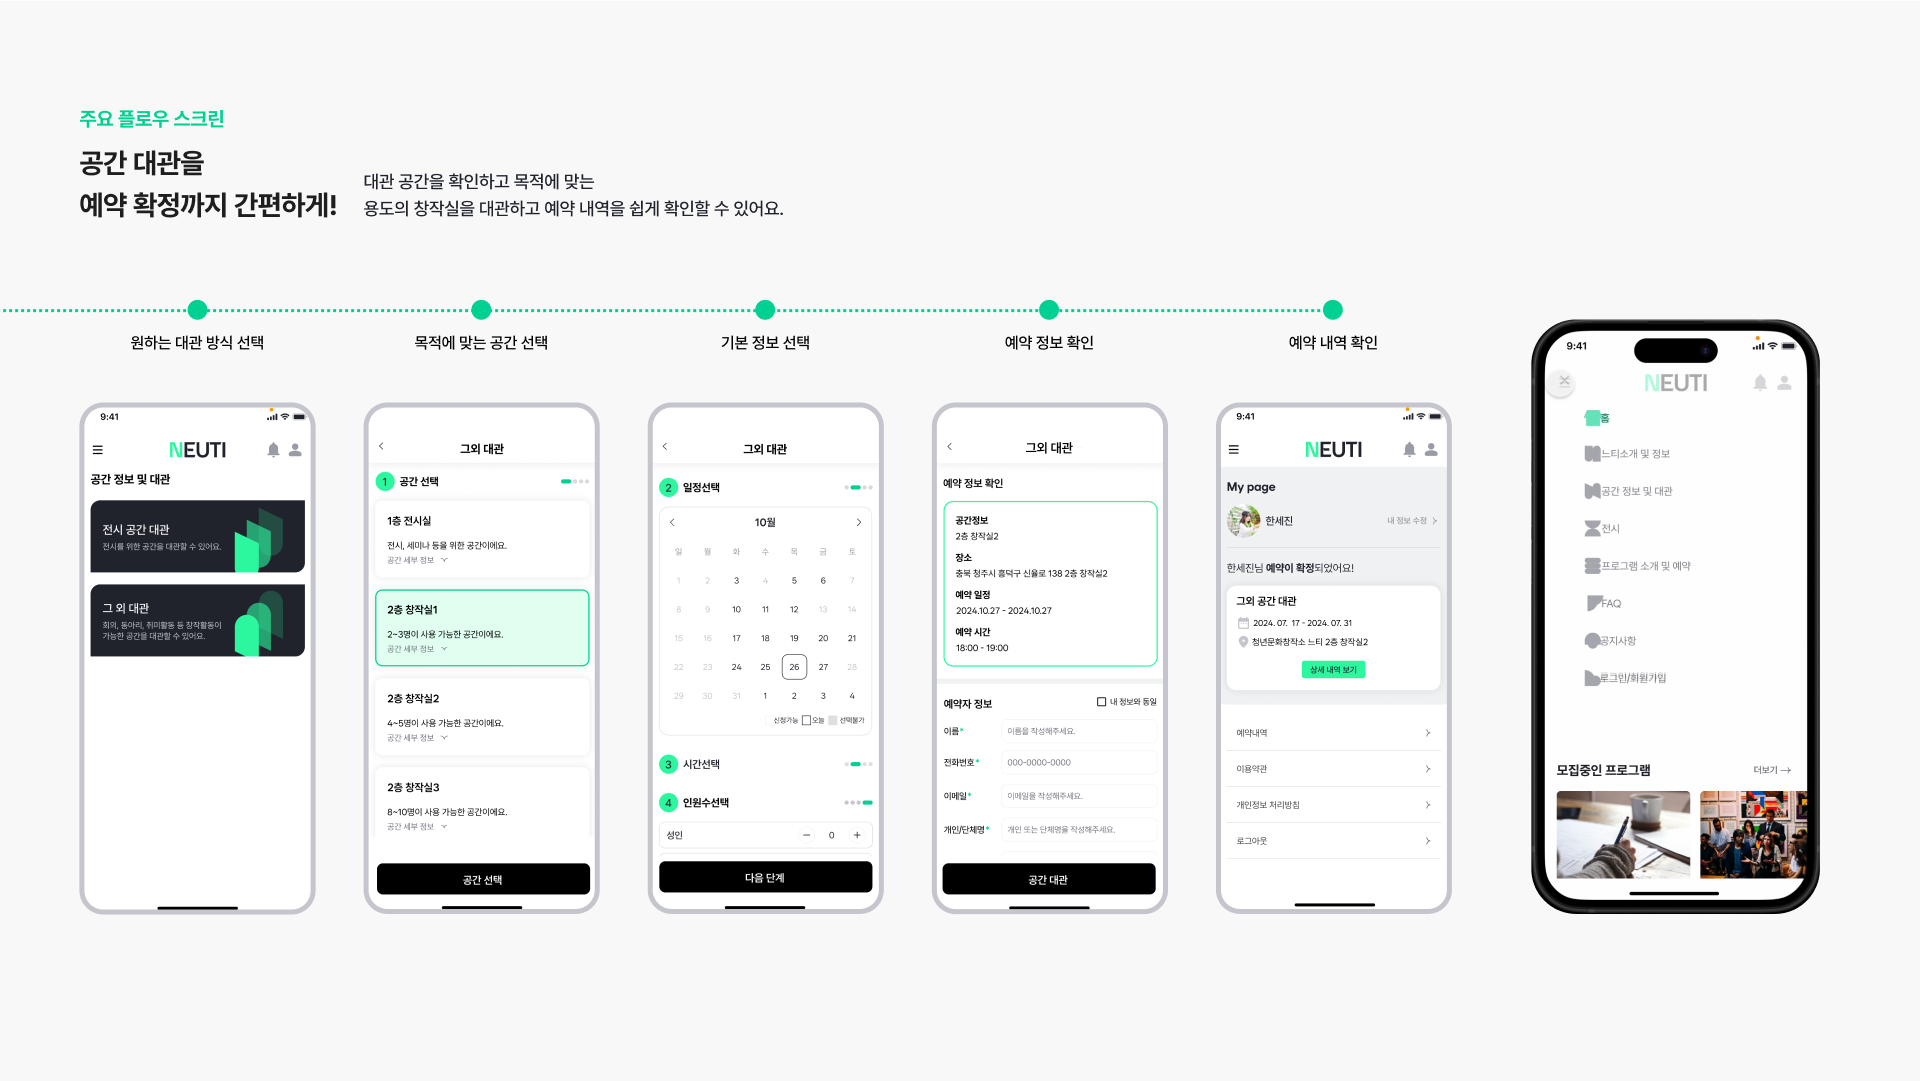 주요 플로우 스크린
공간 대관을
예약 확정까지 간편하게!
대관 공간을 확인하고 목적에 맞는
용도의 창작실을 대관하고 예약 내역을 쉽게 확인할 수 있어요.
원하는 대관 방식 선택
목적에 맞는 공간 선택
기본 정보 선택
예약 정보 확인
예약 내역 확인
9:41
NEUTI
공간 정보 및 대관
전시 공간 대관
전시를 위한 공간을 대관할 수 있어요.
그 외 대관
회의, 동아리, 취미활동 등 창작활동이
가능한 공간을 대관할 수 있어요.
그외 대관
1 공간 선택
1층 전시실
전시, 세미나 등을 위한 공간이에요.
공간 세부 정보
2층 창작실1
2~3명이 사용 가능한 공간이에요.
공간 세부 정보
2층 창작실2
4~5명이 사용 가능한 공간이에요.
공간 세부 정보
2층 창작실3
8~10명이 사용 가능한 공간이에요.
공간 세부 정보
공간 선택
그외 대관
2 일정선택
10월
일 월 화 수 목 금 토
1 2 3 4 5 6 7
8 9 10 11 12 13 14
15 16 17 18 19 20 21
22 23 24 25 26 27 28
29 30 31 1 2 3 4
신청가능 오늘 선택불가
3 시간선택
4 인원수선택
성인 0
다음 단계
그외 대관
예약 정보 확인
공간정보
2층 창작실2
장소
충북 청주시 흥덕구 신율로 138 2층 창작실2
예약 일정
2024.10.27 - 2024.10.27
예약 시간
18:00 - 19:00
예약자 정보 내 정보와 동일
이름* 이름을 작성해주세요.
전화번호* 000-0000-0000
이메일* 이메일을 작성해주세요.
개인/단체명* 개인 또는 단체명을 작성해주세요.
공간 대관
9:41
NEUTI
My page
한세진 내 정보 수정
한세진님 예약이 확정되었어요!
그외 공간 대관
2024. 07. 17 - 2024. 07. 31
청년문화창작소 느티 2층 창작실2
상세 내역 보기
예약내역
이용약관
개인정보 처리방침
로그아웃
9:41
NEUTI
홈
느티소개 및 정보
공간 정보 및 대관
전시
프로그램 소개 및 예약
FAQ
공지사항
로그인/회원가입
모집중인 프로그램 더보기